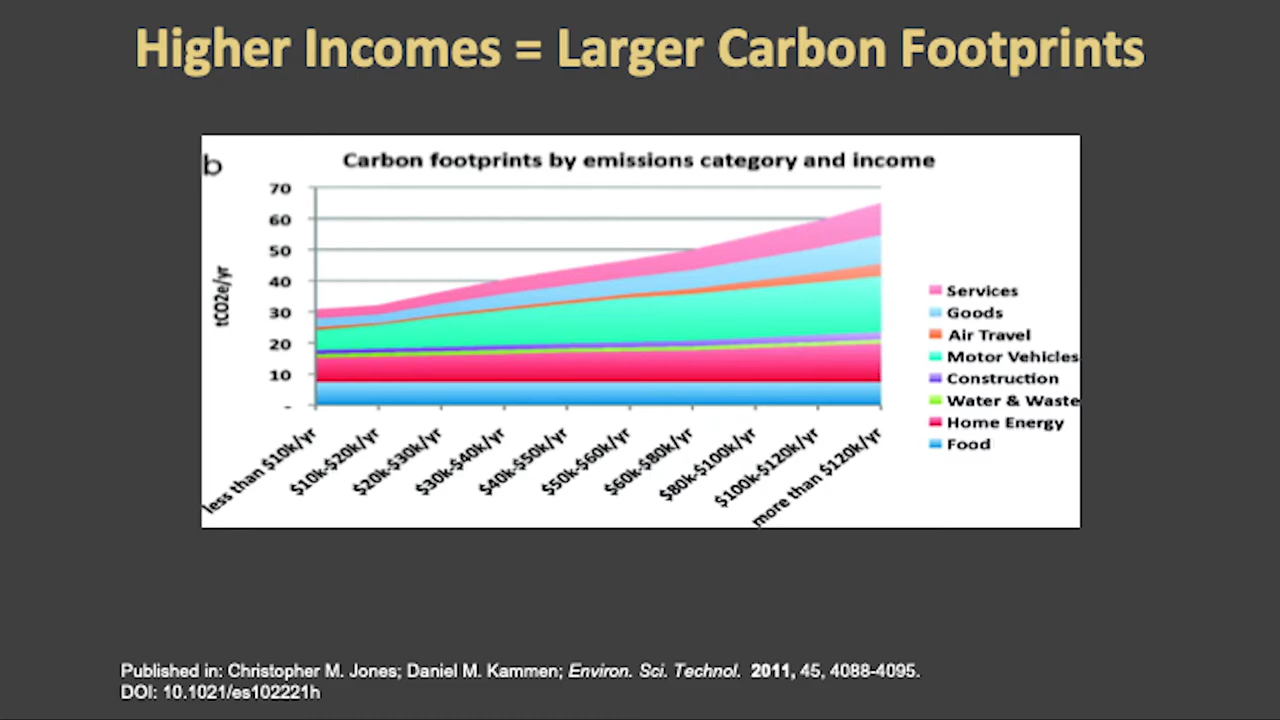 Higher Incomes = Larger Carbon Footprints
b
Carbon footprints by emissions category and income
70
60
50
40
30
20
10
-
tCO2e/yr
less than $10k/yr
$10k-$20k/yr
$20k-$30k/yr
$30k-$40k/yr
$40k-$50k/yr
$50k-$60k/yr
$60k-$80k/yr
$80k-$100k/yr
$100k-$120k/yr
more than $120k/yr
Services
Goods
Air Travel
Motor Vehicles
Construction
Water & Waste
Home Energy
Food
Published in: Christopher M. Jones; Daniel M. Kammen; Environ. Sci. Technol. 2011, 45, 4088-4095.
DOI: 10.1021/es102221h